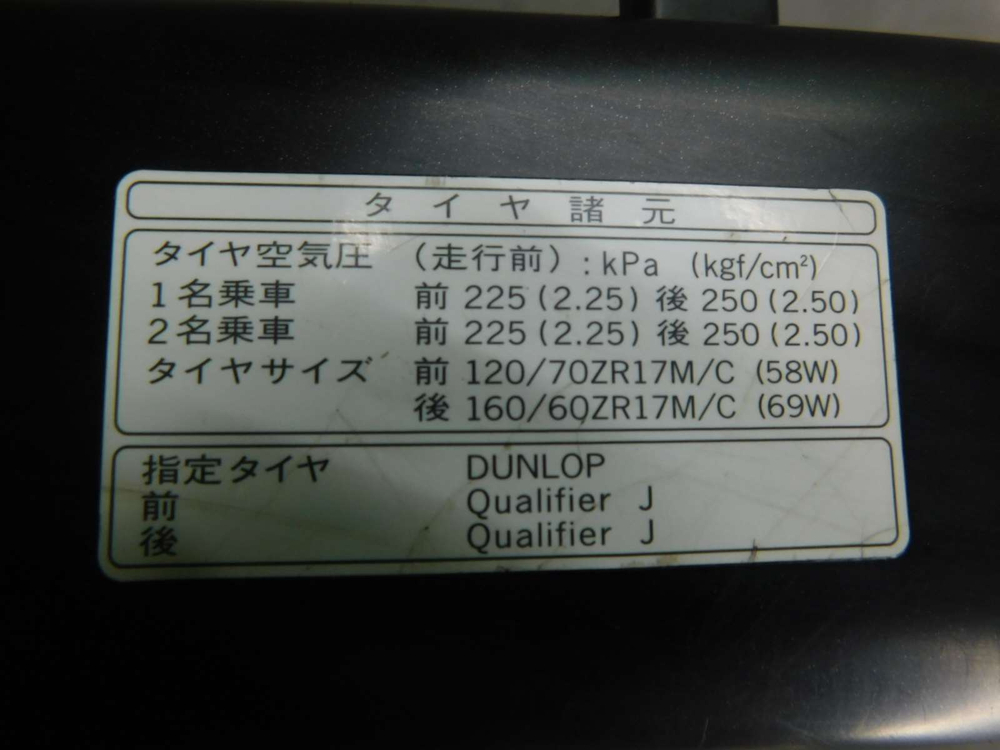 タイヤ諸元
タイヤ空気圧 （走行前）：kPa （kgf/cm²）
1名乗車 前 225（2.25）後 250（2.50）
2名乗車 前 225（2.25）後 250（2.50）
タイヤサイズ 前 120/70ZR17M/C （58W）
後 160/60ZR17M/C （69W）
指定タイヤ DUNLOP
前 Qualifier J
後 Qualifier J